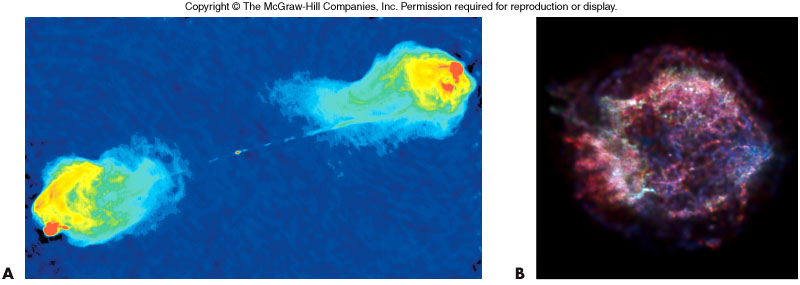 Copyright © The McGraw-Hill Companies, Inc. Permission required for reproduction or display.
A
B